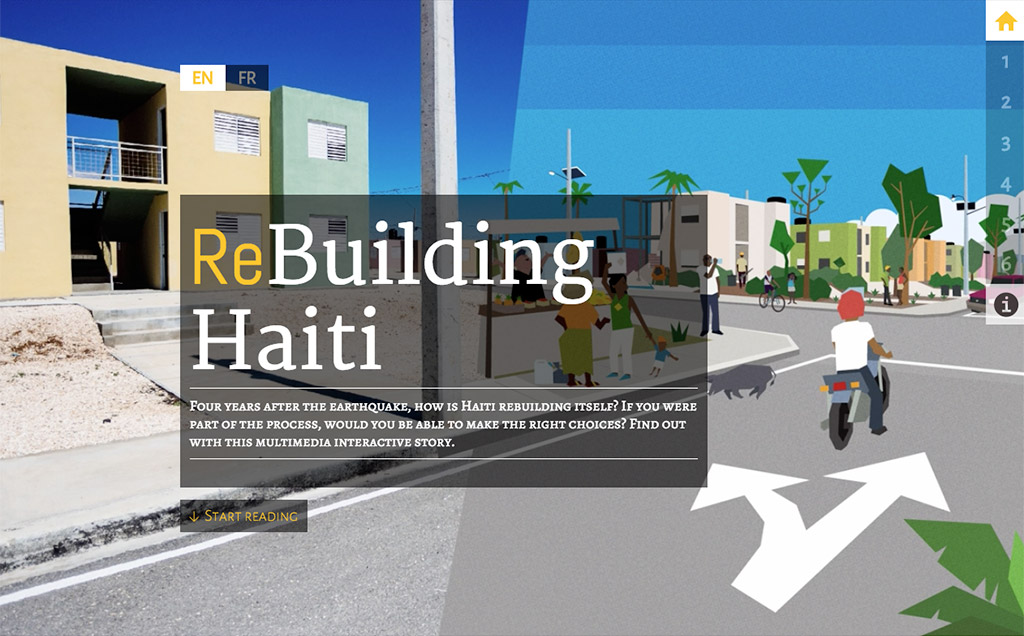 EN FR
ReBuilding
Haiti
Four years after the earthquake, how is Haiti rebuilding itself? If you were
part of the process, would you be able to make the right choices? Find out
with this multimedia interactive story.
↓ Start reading
1
2
3
4
5
6
i